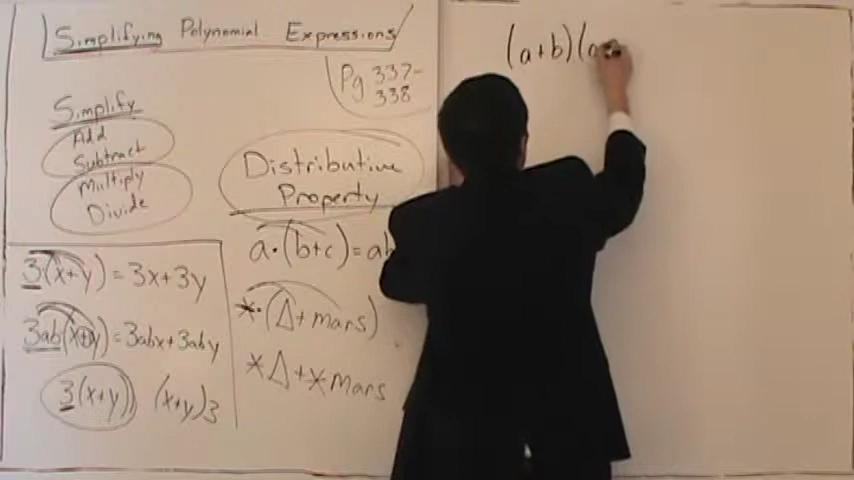 Simplifying Polynomial Expressions
Pg 337-
338
Simplify
Add
Subtract
Multiply
Divide
Distributive
Property
a·(b+c)=ab
3(x+y)=3x+3y
*·(Δ+mars)
3ab(x+y)=3abx+3aby
*Δ+*mars
3(x+y) (x+y)3
(a+b)(a